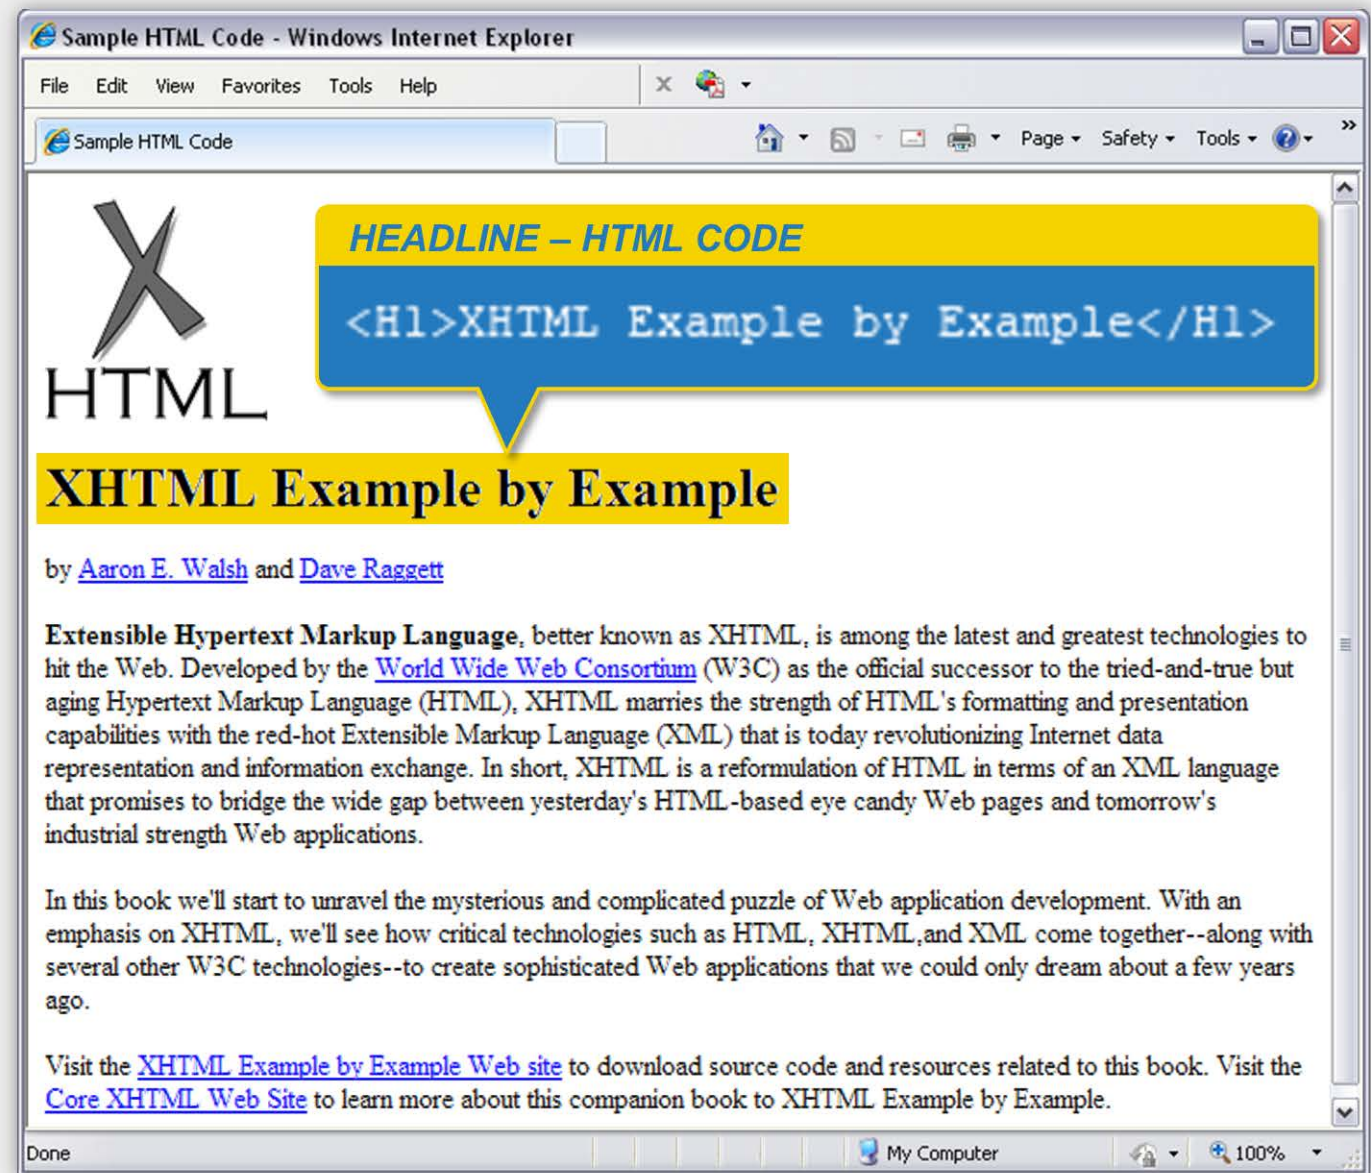 Sample HTML Code - Windows Internet Explorer
File Edit View Favorites Tools Help
Sample HTML Code
Page Safety Tools
X
HTML
HEADLINE – HTML CODE
<H1>XHTML Example by Example</H1>
XHTML Example by Example
by Aaron E. Walsh and Dave Raggett
Extensible Hypertext Markup Language, better known as XHTML, is among the latest and greatest technologies to
hit the Web. Developed by the World Wide Web Consortium (W3C) as the official successor to the tried-and-true but
aging Hypertext Markup Language (HTML), XHTML marries the strength of HTML's formatting and presentation
capabilities with the red-hot Extensible Markup Language (XML) that is today revolutionizing Internet data
representation and information exchange. In short, XHTML is a reformulation of HTML in terms of an XML language
that promises to bridge the wide gap between yesterday's HTML-based eye candy Web pages and tomorrow's
industrial strength Web applications.
In this book we'll start to unravel the mysterious and complicated puzzle of Web application development. With an
emphasis on XHTML, we'll see how critical technologies such as HTML, XHTML,and XML come together--along with
several other W3C technologies--to create sophisticated Web applications that we could only dream about a few years
ago.
Visit the XHTML Example by Example Web site to download source code and resources related to this book. Visit the
Core XHTML Web Site to learn more about this companion book to XHTML Example by Example.
Done My Computer 100%